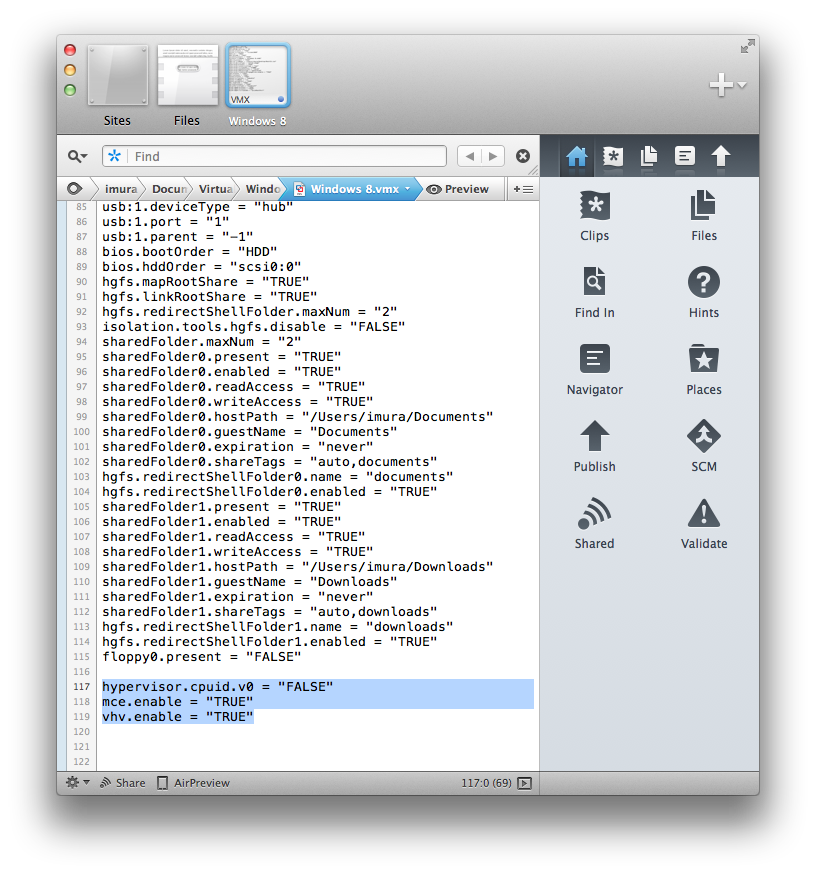 VMX
Sites
Files
Windows 8
Find
imura
Docun
Virtua
Windo
Windows 8.vmx
Preview
85 usb:1.deviceType = "hub"
86 usb:1.port = "1"
87 usb:1.parent = "-1"
88 bios.bootOrder = "HDD"
89 bios.hddOrder = "scsi0:0"
90 hgfs.mapRootShare = "TRUE"
91 hgfs.linkRootShare = "TRUE"
92 hgfs.redirectShellFolder.maxNum = "2"
93 isolation.tools.hgfs.disable = "FALSE"
94 sharedFolder.maxNum = "2"
95 sharedFolder0.present = "TRUE"
96 sharedFolder0.enabled = "TRUE"
97 sharedFolder0.readAccess = "TRUE"
98 sharedFolder0.writeAccess = "TRUE"
99 sharedFolder0.hostPath = "/Users/imura/Documents"
100 sharedFolder0.guestName = "Documents"
101 sharedFolder0.expiration = "never"
102 sharedFolder0.shareTags = "auto,documents"
103 hgfs.redirectShellFolder0.name = "documents"
104 hgfs.redirectShellFolder0.enabled = "TRUE"
105 sharedFolder1.present = "TRUE"
106 sharedFolder1.enabled = "TRUE"
107 sharedFolder1.readAccess = "TRUE"
108 sharedFolder1.writeAccess = "TRUE"
109 sharedFolder1.hostPath = "/Users/imura/Downloads"
110 sharedFolder1.guestName = "Downloads"
111 sharedFolder1.expiration = "never"
112 sharedFolder1.shareTags = "auto,downloads"
113 hgfs.redirectShellFolder1.name = "downloads"
114 hgfs.redirectShellFolder1.enabled = "TRUE"
115 floppy0.present = "FALSE"
116
117 hypervisor.cpuid.v0 = "FALSE"
118 mce.enable = "TRUE"
119 vhv.enable = "TRUE"
120
121
122
Share
AirPreview
117:0 (69)
Clips
Files
Find In
Hints
Navigator
Places
Publish
SCM
Shared
Validate